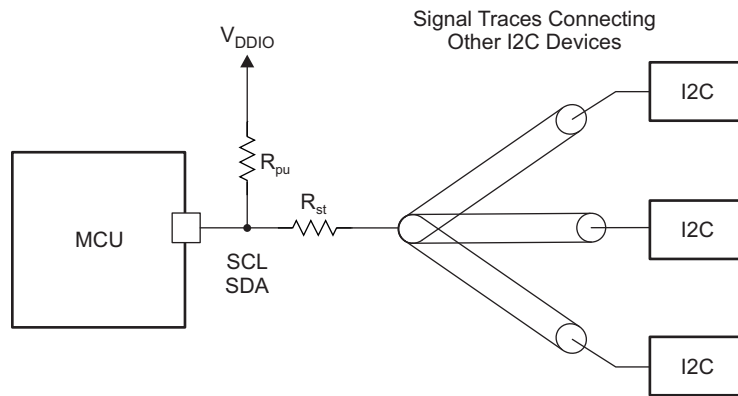 Signal Traces Connecting
Other I2C Devices
V_DDIO
I2C
R_pu
R_st
MCU
I2C
SCL
SDA
I2C